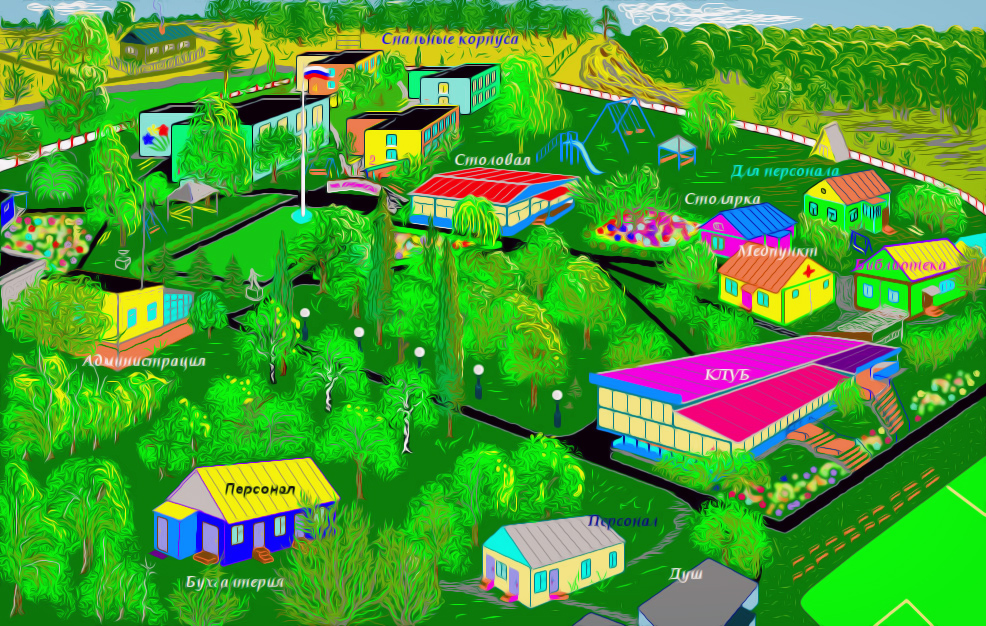 Спальные корпуса
Столовая
Для персонала
Столярка
Медпункт
Библиотека
Администрация
КЛУБ
Персонал
Персонал
Бухгалтерия
Душ